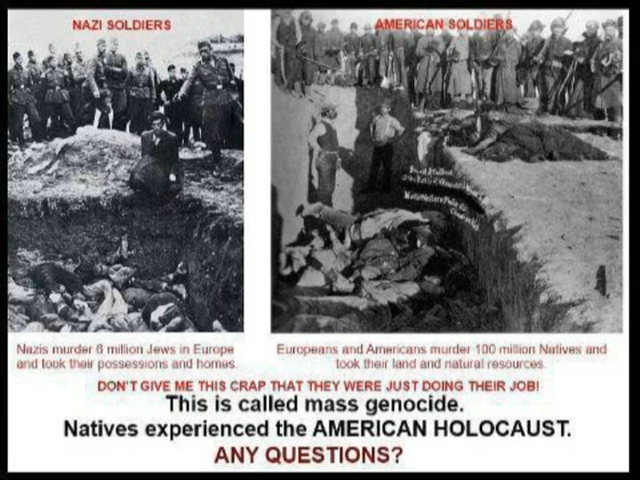 NAZI SOLDIERS
AMERICAN SOLDIERS
Nazis murder 6 million Jews in Europe
and took their possessions and homes.
Europeans and Americans murder 100 million Natives and
took their land and natural resources.
DON'T GIVE ME THIS CRAP THAT THEY WERE JUST DOING THEIR JOB!
This is called mass genocide.
Natives experienced the AMERICAN HOLOCAUST.
ANY QUESTIONS?